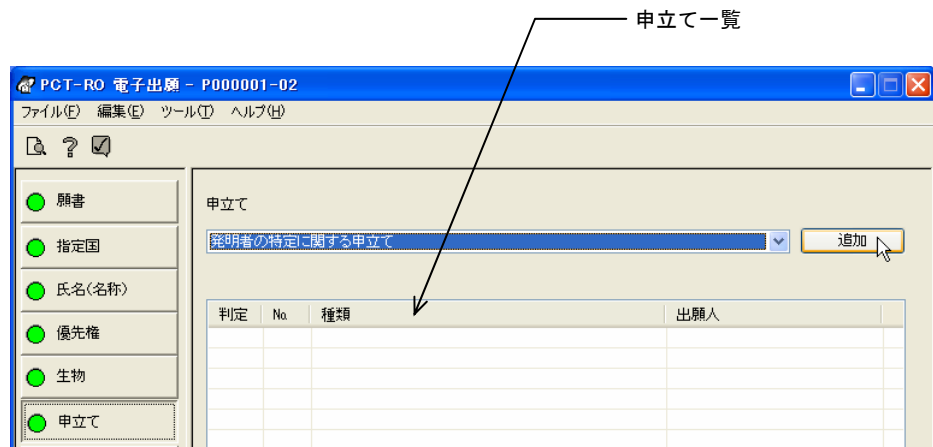 申立て一覧
PCT-RO 電子出願 - P000001-02
ファイル(F) 編集(E) ツール(T) ヘルプ(H)
願書
申立て
指定国
発明者の特定に関する申立て 追加
氏名(名称)
判定 No. 種類 出願人
優先権
生物
申立て